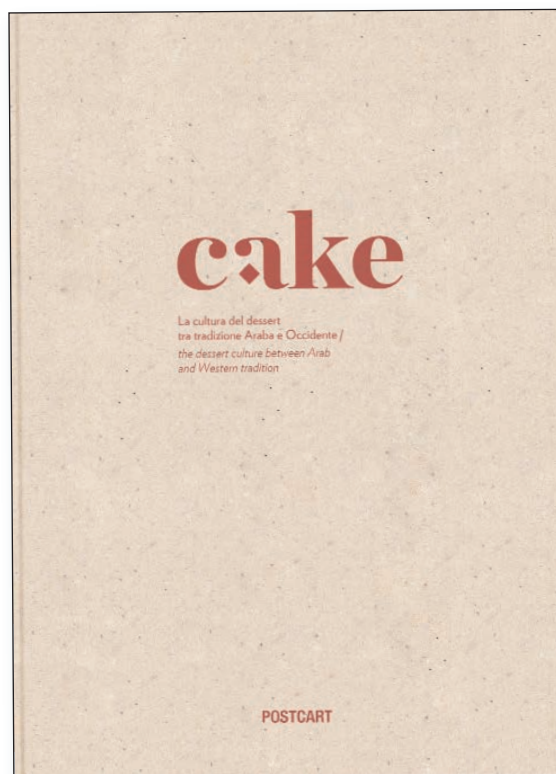 cake
La cultura del dessert
tra tradizione Araba e Occidente /
the dessert culture between Arab
and Western tradition
POSTCART